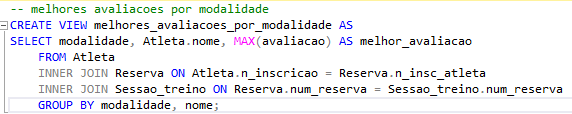 -- melhores avaliacoes por modalidade
CREATE VIEW melhores_avaliacoes_por_modalidade AS
SELECT modalidade, Atleta.nome, MAX(avaliacao) AS melhor_avaliacao
FROM Atleta
INNER JOIN Reserva ON Atleta.n_inscricao = Reserva.n_insc_atleta
INNER JOIN Sessao_treino ON Reserva.num_reserva = Sessao_treino.num_reserva
GROUP BY modalidade, nome;